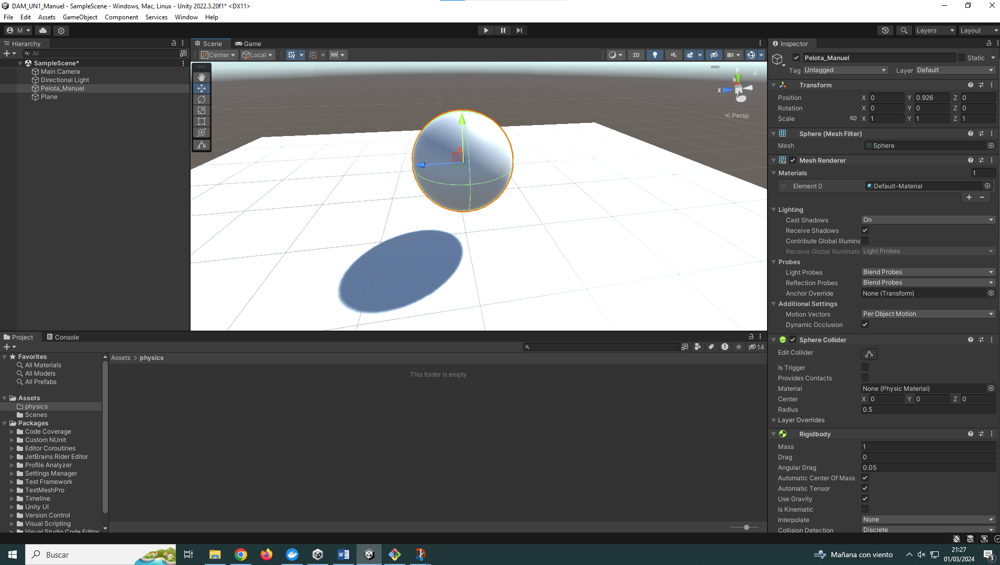 DAM_UN1_Manuel - SampleScene - Windows, Mac, Linux - Unity 2022.3.20f1* <DX11>
File Edit Assets GameObject Component Services Window Help
M Layers Layout
Hierarchy
All
SampleScene*
Main Camera
Directional Light
Pelota_Manuel
Plane
Scene Game
Center Local 2D
y
x
z
Persp
Inspector
Pelota_Manuel Static
Tag Untagged Layer Default
Transform
Position X 0 Y 0.926 Z 0
Rotation X 0 Y 0 Z 0
Scale X 1 Y 1 Z 1
Sphere (Mesh Filter)
Mesh Sphere
Mesh Renderer
Materials 1
Element 0 Default-Material
Lighting
Cast Shadows On
Receive Shadows
Contribute Global Illumina
Receive Global Illuminatic Light Probes
Probes
Light Probes Blend Probes
Reflection Probes Blend Probes
Anchor Override None (Transform)
Additional Settings
Motion Vectors Per Object Motion
Dynamic Occlusion
Sphere Collider
Edit Collider
Is Trigger
Provides Contacts
Material None (Physic Material)
Center X 0 Y 0 Z 0
Radius 0.5
Layer Overrides
Rigidbody
Mass 1
Drag 0
Angular Drag 0.05
Automatic Center Of Mass
Automatic Tensor
Use Gravity
Is Kinematic
Interpolate None
Collision Detection Discrete
Project Console
14
Favorites
All Materials
All Models
All Prefabs
Assets
physics
Scenes
Packages
Code Coverage
Custom NUnit
Editor Coroutines
JetBrains Rider Editor
Profile Analyzer
Settings Manager
Test Framework
TextMeshPro
Timeline
Unity UI
Version Control
Visual Scripting
Visual Studio Code Editor
Assets > physics
This folder is empty
Buscar
Mañana con viento
21:27
01/03/2024
3